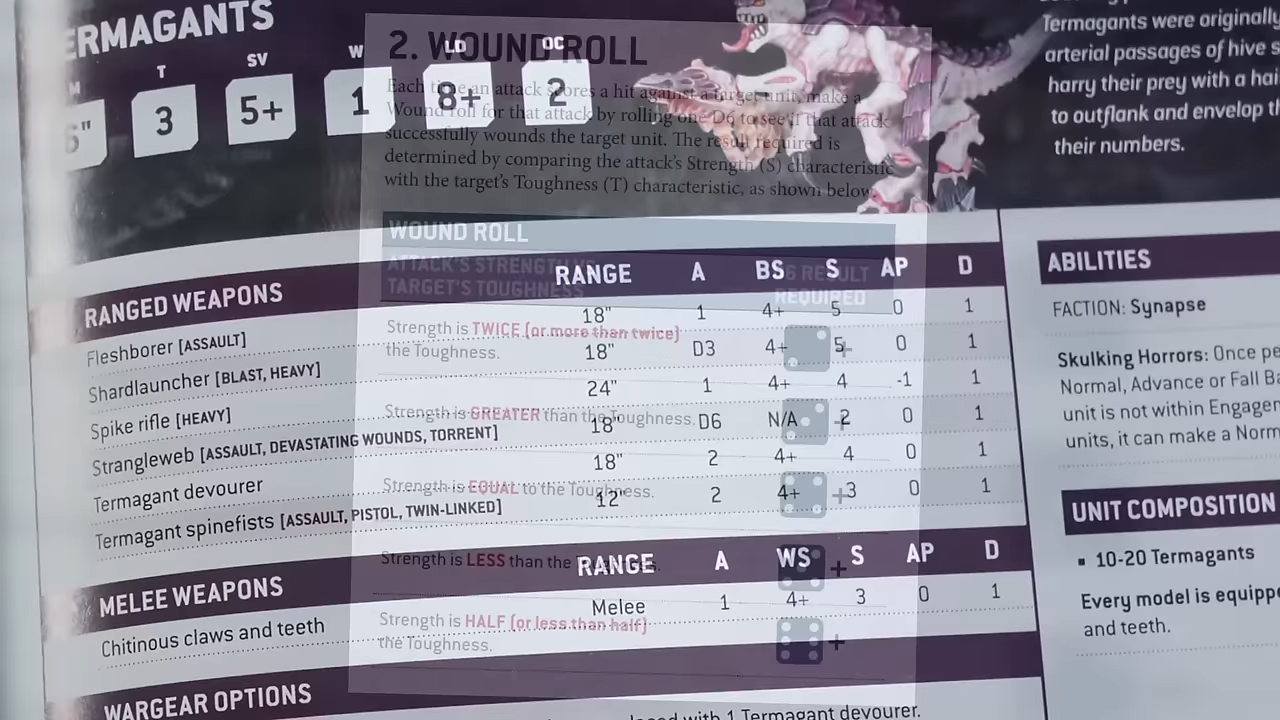 ERMAGANTS
M T SV W LD OC
6" 3 5+ 1 8+ 2
Termagants were originally
arterial passages of hive s
harry their prey with a hai
to outflank and envelop th
their numbers.
2. WOUND ROLL
Each time an attack scores a hit against a target unit, make a
Wound roll for that attack by rolling one D6 to see if that attack
successfully wounds the target unit. The result required is
determined by comparing the attack's Strength (S) characteristic
with the target's Toughness (T) characteristic, as shown below
WOUND ROLL
ATTACK'S STRENGTH VS
TARGET'S TOUGHNESS
D6 RESULT
REQUIRED
Strength is TWICE (or more than twice)
the Toughness.
Strength is GREATER than the Toughness.
Strength is EQUAL to the Toughness.
Strength is LESS than the Toughness.
Strength is HALF (or less than half)
the Toughness.
RANGED WEAPONS RANGE A BS S AP D
Fleshborer [ASSAULT] 18" 1 4+ 5 0 1
Shardlauncher [BLAST, HEAVY] 18" D3 4+ 5 0 1
Spike rifle [HEAVY] 24" 1 4+ 4 -1 1
Strangleweb [ASSAULT, DEVASTATING WOUNDS, TORRENT] 18" D6 N/A 2 0 1
Termagant devourer 18" 2 4+ 4 0 1
Termagant spinefists [ASSAULT, PISTOL, TWIN-LINKED] 12" 2 4+ 3 0 1
MELEE WEAPONS RANGE A WS S AP D
Chitinous claws and teeth Melee 1 4+ 3 0 1
WARGEAR OPTIONS
with 1 Termagant devourer.
ABILITIES
FACTION: Synapse
Skulking Horrors: Once pe
Normal, Advance or Fall Ba
unit is not within Engagem
units, it can make a Norm
UNIT COMPOSITION
▪ 10-20 Termagants
Every model is equippe
and teeth.